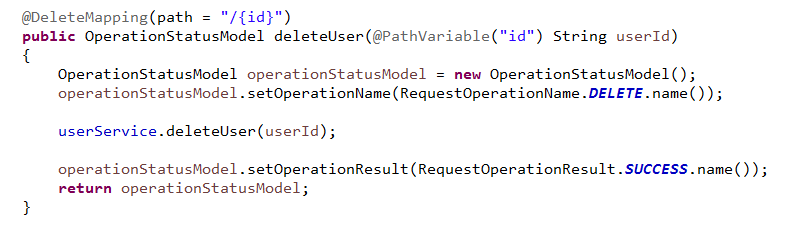 @DeleteMapping(path = "/{id}")
public OperationStatusModel deleteUser(@PathVariable("id") String userId)
{
    OperationStatusModel operationStatusModel = new OperationStatusModel();
    operationStatusModel.setOperationName(RequestOperationName.DELETE.name());

    userService.deleteUser(userId);

    operationStatusModel.setOperationResult(RequestOperationResult.SUCCESS.name());
    return operationStatusModel;
}